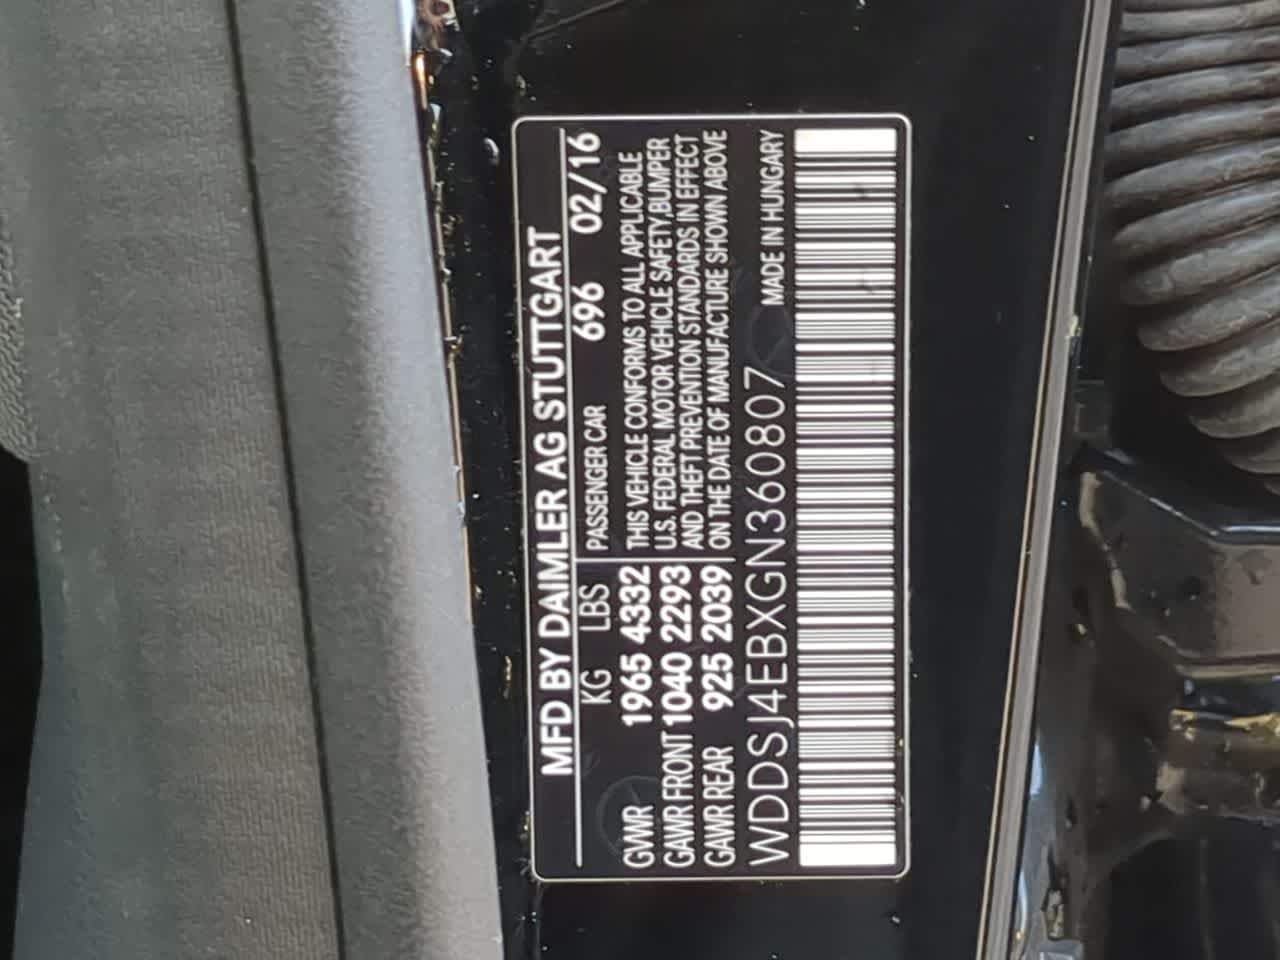 MFD BY DAIMLER AG STUTTGART
KG LBS PASSENGER CAR 696 02/16
GVWR 1965 4332 THIS VEHICLE CONFORMS TO ALL APPLICABLE
GAWR FRONT 1040 2293 U.S. FEDERAL MOTOR VEHICLE SAFETY,BUMPER
AND THEFT PREVENTION STANDARDS IN EFFECT
GAWR REAR 925 2039 ON THE DATE OF MANUFACTURE SHOWN ABOVE
WDDSJ4EBXGN360807 MADE IN HUNGARY